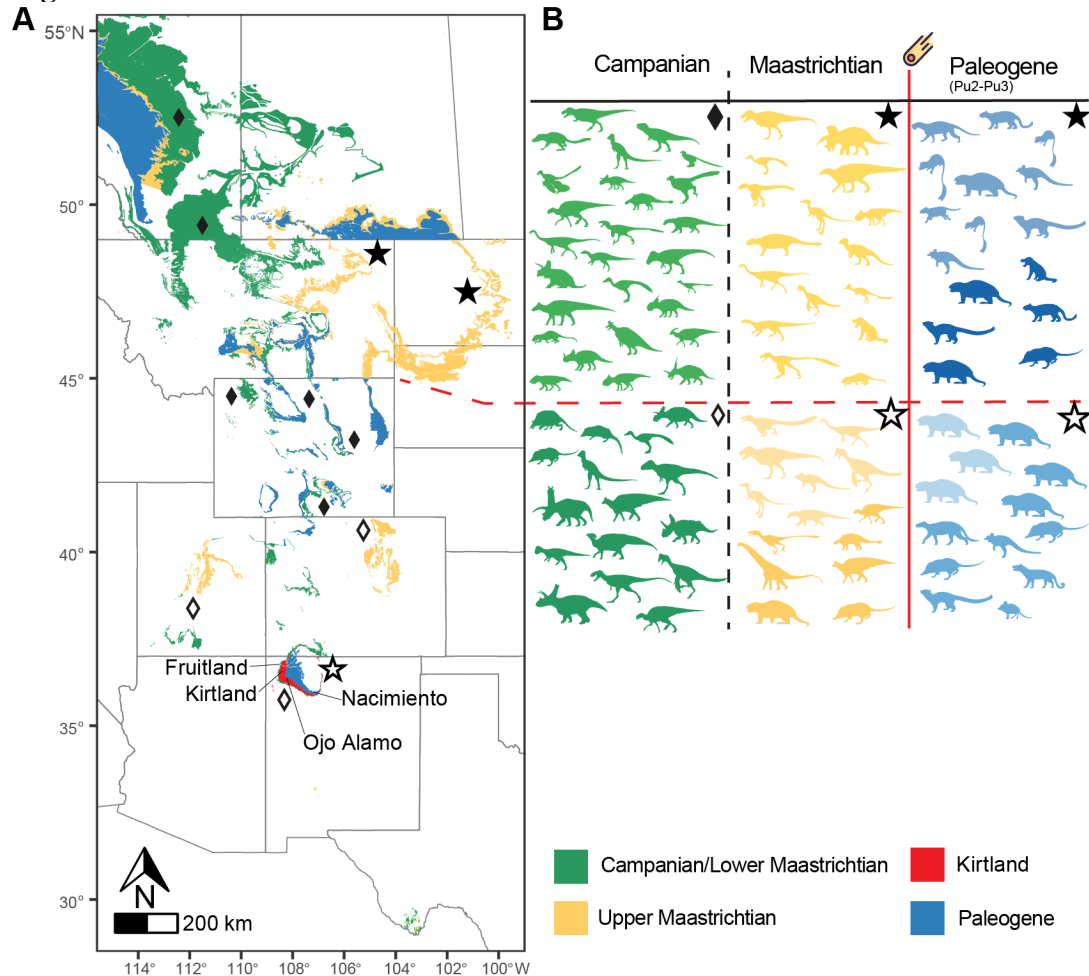 A
B
55°N
50°
45°
40°
35°
30°
Fruitland
Kirtland
Nacimiento
Ojo Alamo
N
200 km
114°
112°
110°
108°
106°
104°
102°
100°W
Campanian
Maastrichtian
Paleogene
(Pu2-Pu3)
Campanian/Lower Maastrichtian
Kirtland
Upper Maastrichtian
Paleogene